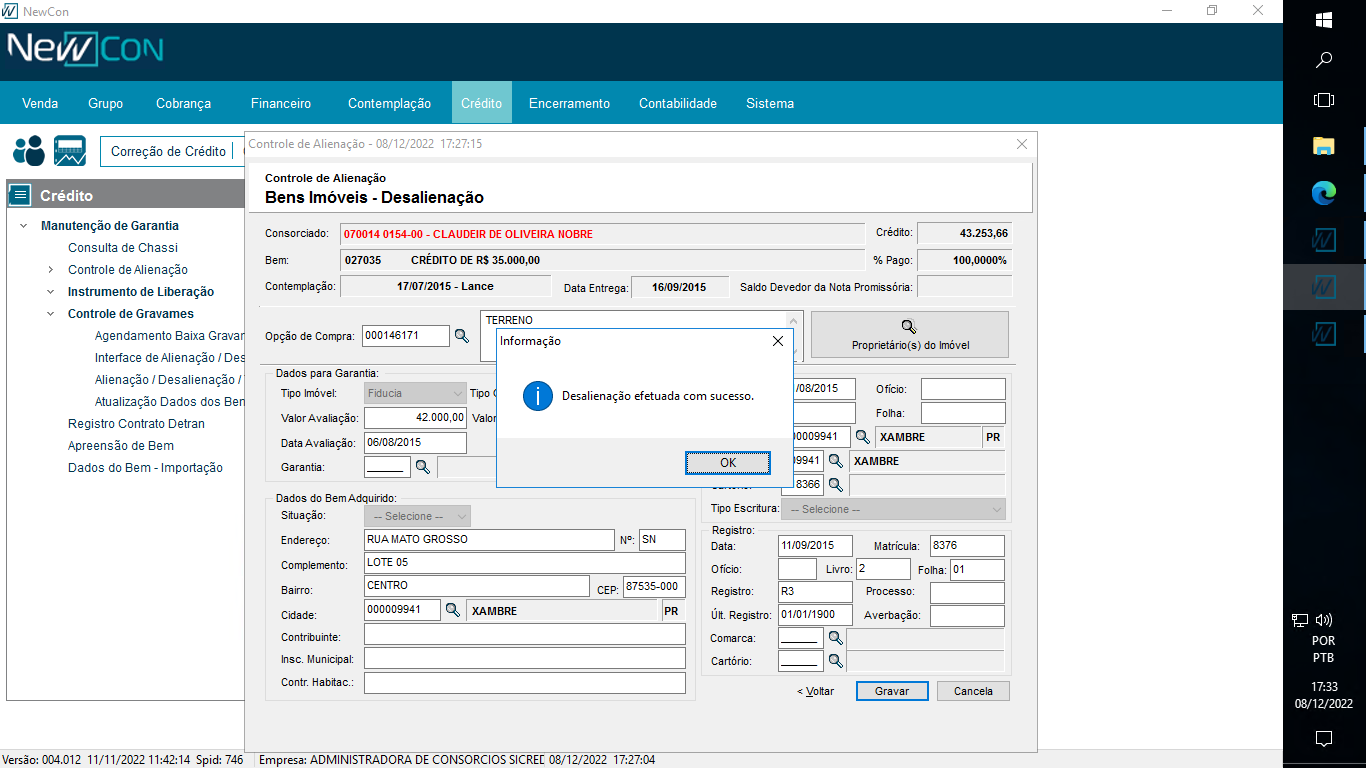 NewCon
NewCon
Venda Grupo Cobrança Financeiro Contemplação Crédito Encerramento Contabilidade Sistema
Correção de Crédito
Crédito
Manutenção de Garantia
Consulta de Chassi
Controle de Alienação
Instrumento de Liberação
Controle de Gravames
Agendamento Baixa Gravar
Interface de Alienação / Des
Alienação / Desalienação /
Atualização Dados dos Ben
Registro Contrato Detran
Apreensão de Bem
Dados do Bem - Importação
Controle de Alienação - 08/12/2022 17:27:15
Controle de Alienação
Bens Imóveis - Desalienação
Consorciado: 070014 0154-00 - CLAUDEIR DE OLIVEIRA NOBRE Crédito: 43.253,66
Bem: 027035 CRÉDITO DE R$ 35.000,00 % Pago: 100,0000%
Contemplação: 17/07/2015 - Lance Data Entrega: 16/09/2015 Saldo Devedor da Nota Promissória:
Opção de Compra: 000146171 TERRENO Proprietário(s) do Imóvel
Informação
Desalienação efetuada com sucesso.
OK
Dados para Garantia:
Tipo Imóvel: Fiducia Tipo /08/2015 Ofício:
Valor Avaliação: 42.000,00 Valor Folha:
Data Avaliação: 06/08/2015 0009941 XAMBRE PR
Garantia: 9941 XAMBRE
8366
Tipo Escritura: -- Selecione --
Dados do Bem Adquirido:
Situação: -- Selecione --
Endereço: RUA MATO GROSSO Nº: SN
Complemento: LOTE 05
Bairro: CENTRO CEP: 87535-000
Cidade: 000009941 XAMBRE PR
Contribuinte:
Insc. Municipal:
Contr. Habitac.:
Registro:
Data: 11/09/2015 Matrícula: 8376
Ofício: Livro: 2 Folha: 01
Registro: R3 Processo:
Últ. Registro: 01/01/1900 Averbação:
Comarca:
Cartório:
< Voltar Gravar Cancela
Versão: 004.012 11/11/2022 11:42:14 Spid: 746 Empresa: ADMINISTRADORA DE CONSORCIOS SICRED 08/12/2022 17:27:04
POR
PTB
17:33
08/12/2022